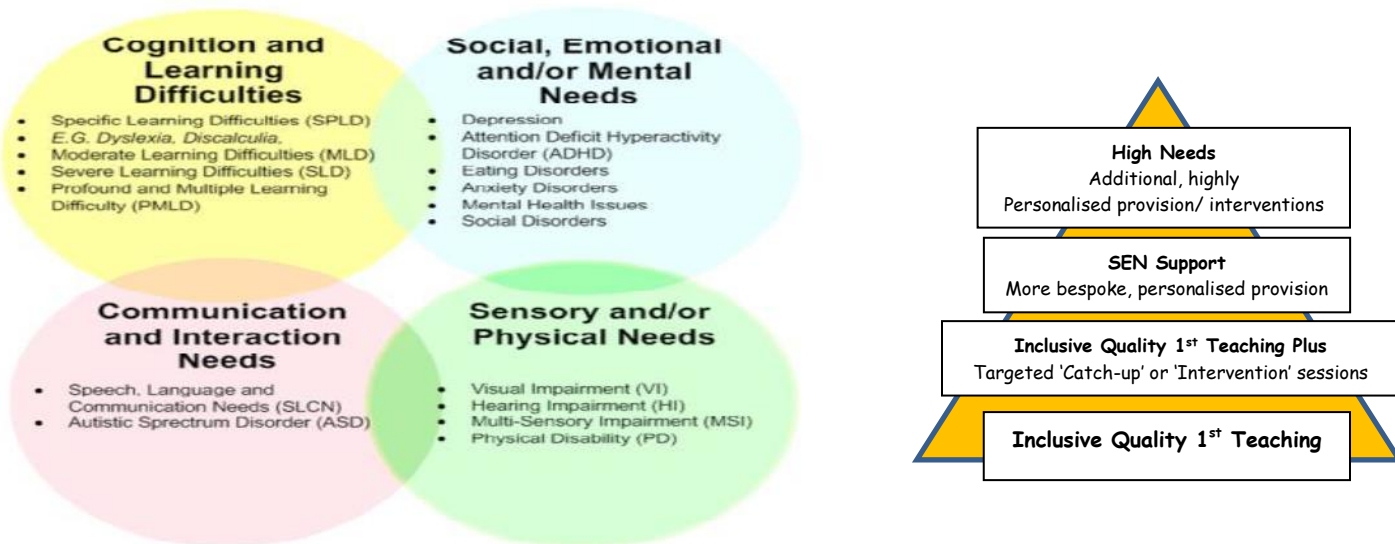 Cognition and
Learning
Difficulties
• Specific Learning Difficulties (SPLD)
• E.G. Dyslexia, Discalculia,
• Moderate Learning Difficulties (MLD)
• Severe Learning Difficulties (SLD)
• Profound and Multiple Learning
Difficulty (PMLD)
Social, Emotional
and/or Mental
Needs
• Depression
• Attention Deficit Hyperactivity
Disorder (ADHD)
• Eating Disorders
• Anxiety Disorders
• Mental Health Issues
• Social Disorders
Communication
and Interaction
Needs
• Speech, Language and
Communication Needs (SLCN)
• Autistic Sprectrum Disorder (ASD)
Sensory and/or
Physical Needs
• Visual Impairment (VI)
• Hearing Impairment (HI)
• Multi-Sensory Impairment (MSI)
• Physical Disability (PD)
High Needs
Additional, highly
Personalised provision/ interventions
SEN Support
More bespoke, personalised provision
Inclusive Quality 1st Teaching Plus
Targeted ‘Catch-up’ or ‘Intervention’ sessions
Inclusive Quality 1st Teaching